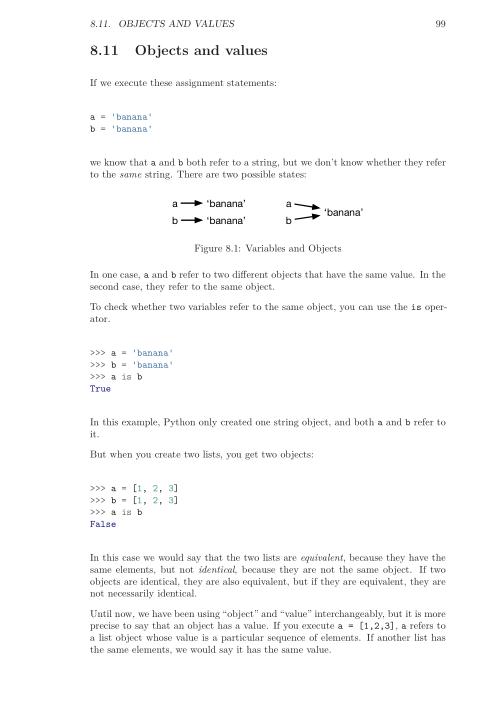 8.11. OBJECTS AND VALUES 99
8.11 Objects and values
If we execute these assignment statements:
a = 'banana'
b = 'banana'
we know that a and b both refer to a string, but we don't know whether they refer
to the same string. There are two possible states:
a ‘banana’ a
‘banana’
b ‘banana’ b
Figure 8.1: Variables and Objects
In one case, a and b refer to two different objects that have the same value. In the
second case, they refer to the same object.
To check whether two variables refer to the same object, you can use the is oper-
ator.
>>> a = 'banana'
>>> b = 'banana'
>>> a is b
True
In this example, Python only created one string object, and both a and b refer to
it.
But when you create two lists, you get two objects:
>>> a = [1, 2, 3]
>>> b = [1, 2, 3]
>>> a is b
False
In this case we would say that the two lists are equivalent, because they have the
same elements, but not identical, because they are not the same object. If two
objects are identical, they are also equivalent, but if they are equivalent, they are
not necessarily identical.
Until now, we have been using “object” and “value” interchangeably, but it is more
precise to say that an object has a value. If you execute a = [1,2,3], a refers to
a list object whose value is a particular sequence of elements. If another list has
the same elements, we would say it has the same value.